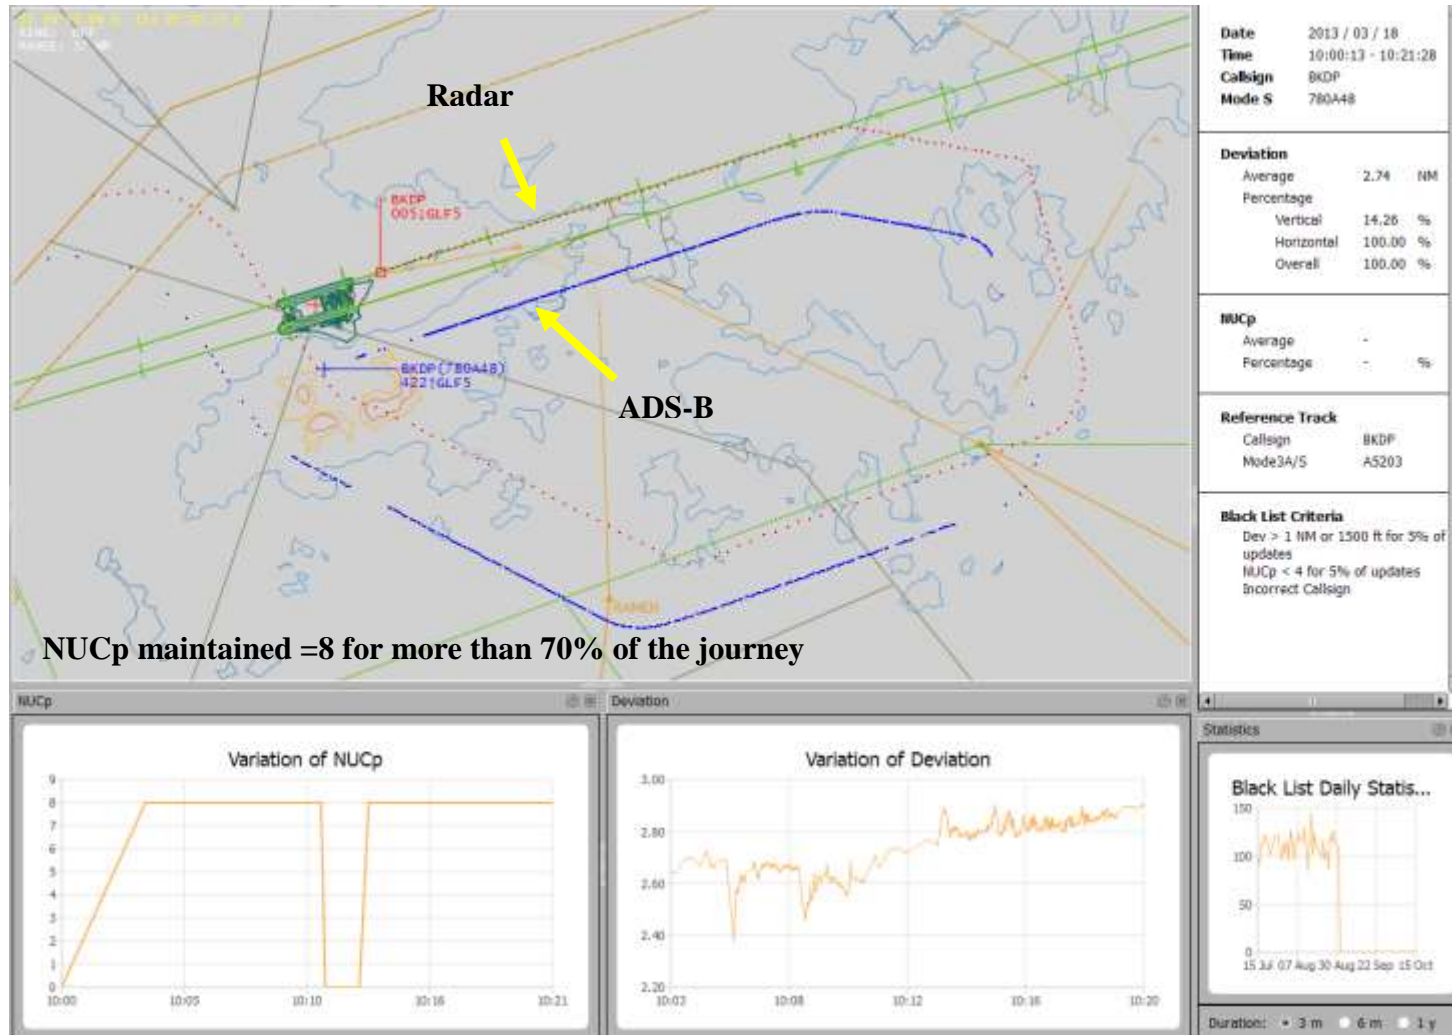 Radar
BKDP
005↓GLF5
BKDP(780A48)
422↑GLF5
ADS-B
NUCp maintained =8 for more than 70% of the journey
Date 2013 / 03 / 18
Time 10:00:13 - 10:21:28
Callsign BKDP
Mode S 780A48
Deviation
Average 2.74 NM
Percentage
Vertical 14.26 %
Horizontal 100.00 %
Overall 100.00 %
NUCp
Average -
Percentage - %
Reference Track
Callsign BKDP
Mode3A/S A5203
Black List Criteria
Dev > 1 NM or 1500 ft for 5% of
updates
NUCp < 4 for 5% of updates
Incorrect Callsign
NUCp
Variation of NUCp
9
8
7
6
5
4
3
2
1
0
10:00 10:05 10:10 10:16 10:21
Deviation
Variation of Deviation
3.00
2.80
2.60
2.40
2.20
10:03 10:08 10:12 10:16 10:20
Statistics
Black List Daily Statis...
150
100
50
0
15 Jul 07 Aug 30 Aug 22 Sep 15 Oct
Duration: 3 m 6 m 1 y